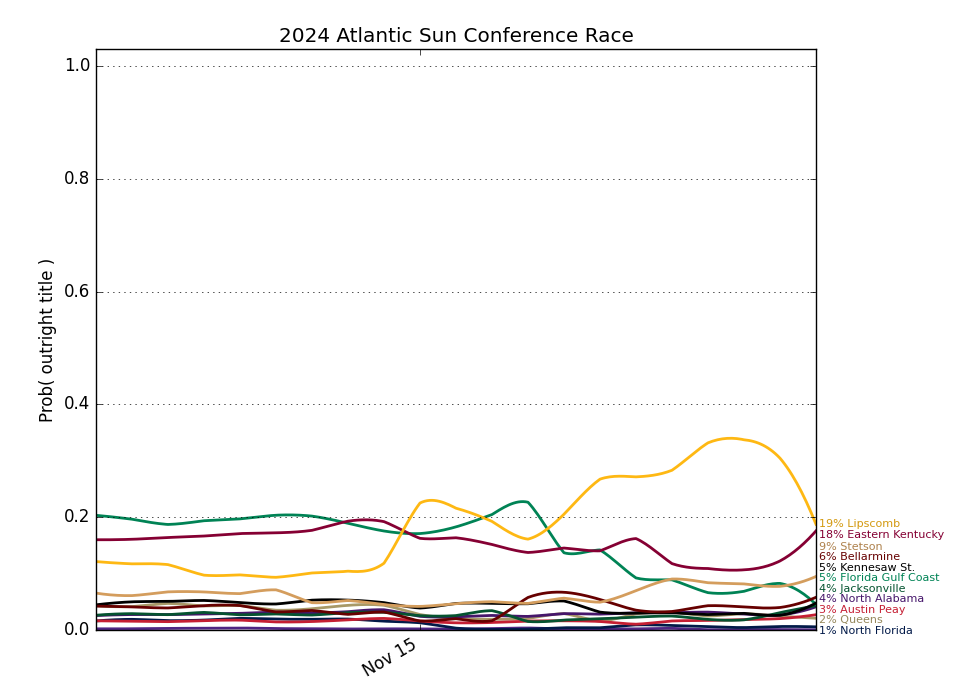 2024 Atlantic Sun Conference Race
Prob( outright title )
1.0
0.8
0.6
0.4
0.2
0.0
Nov 15
19% Lipscomb
18% Eastern Kentucky
9% Stetson
6% Bellarmine
5% Kennesaw St.
5% Florida Gulf Coast
4% Jacksonville
4% North Alabama
3% Austin Peay
2% Queens
1% North Florida